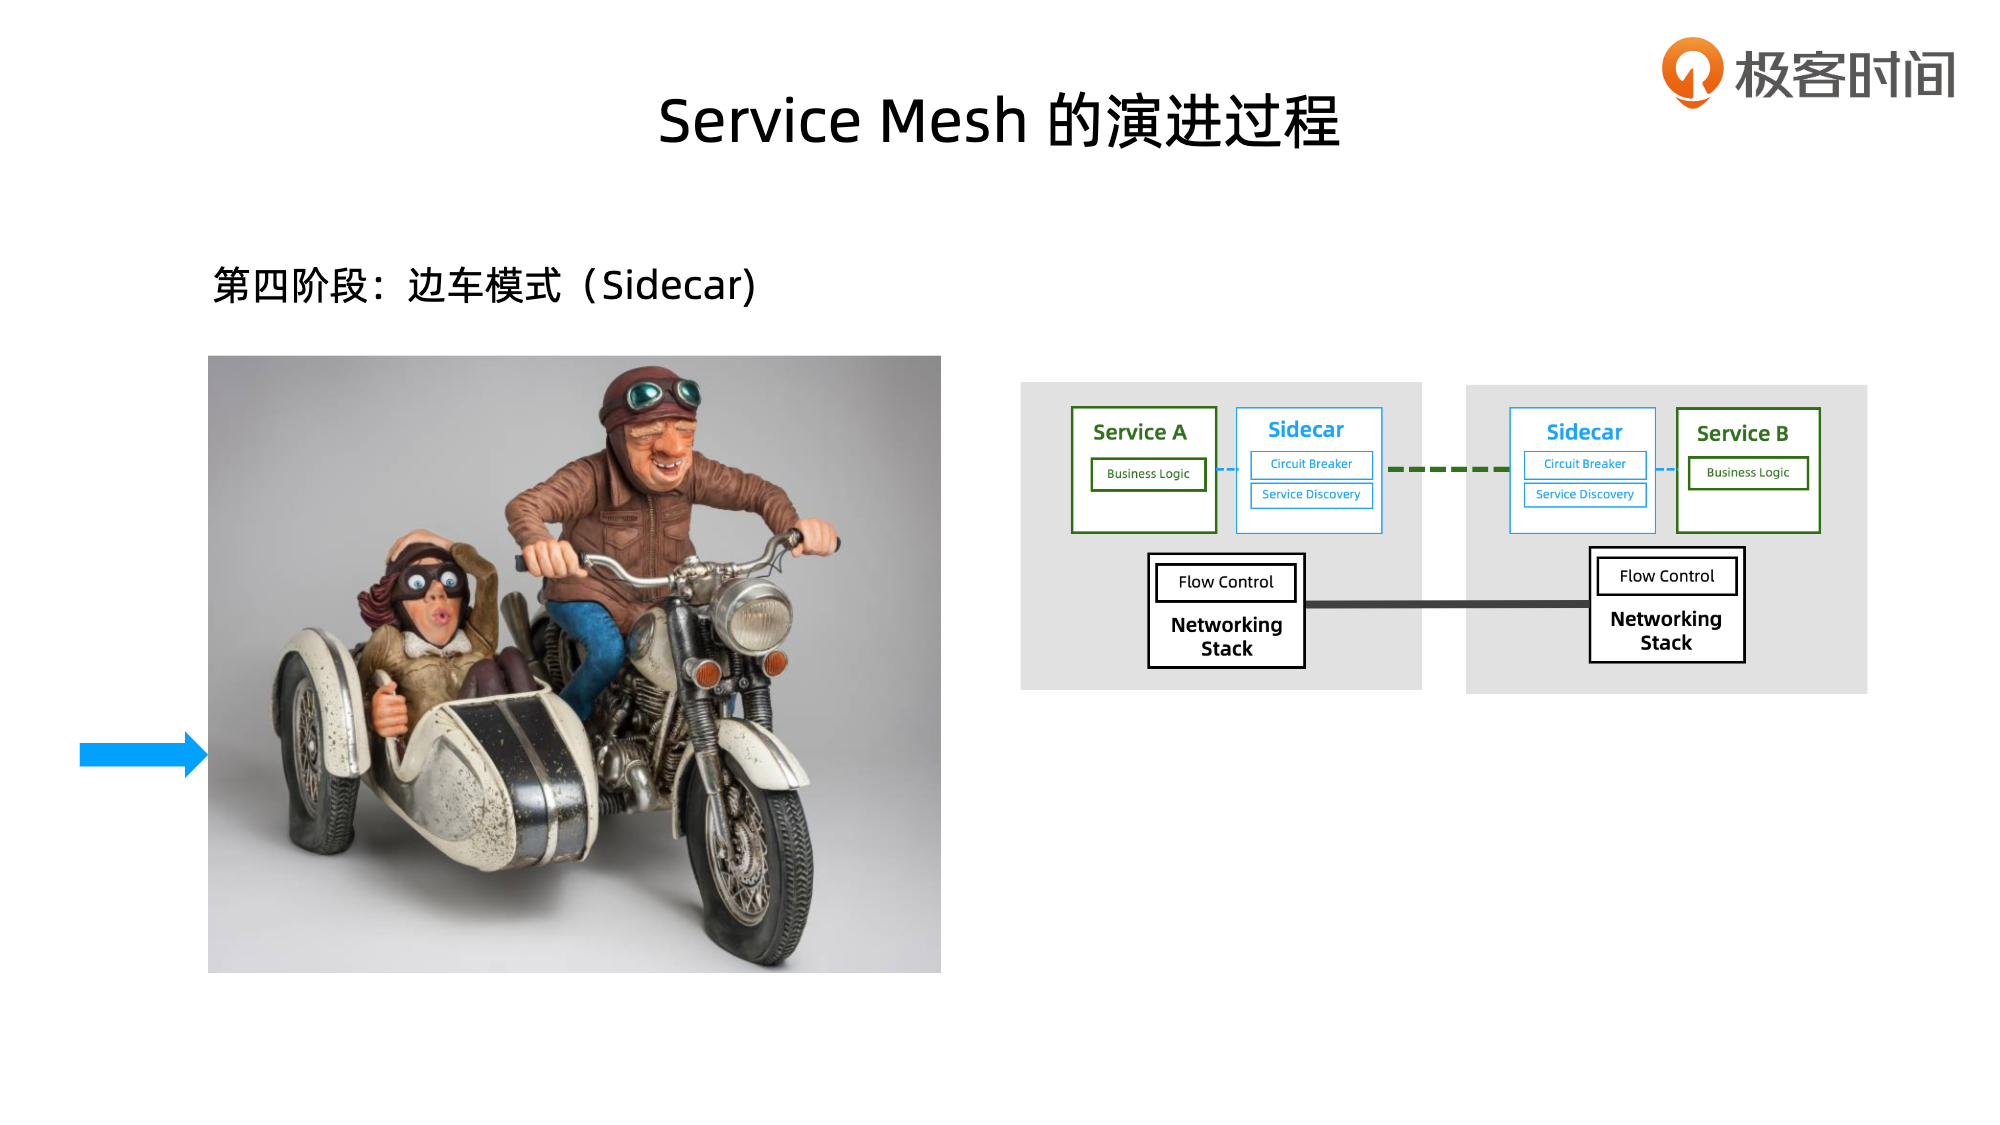 极客时间
Service Mesh 的演进过程
第四阶段：边车模式（Sidecar)
Service A
Business Logic
Sidecar
Circuit Breaker
Service Discovery
Flow Control
Networking
Stack
Sidecar
Circuit Breaker
Service Discovery
Service B
Business Logic
Flow Control
Networking
Stack